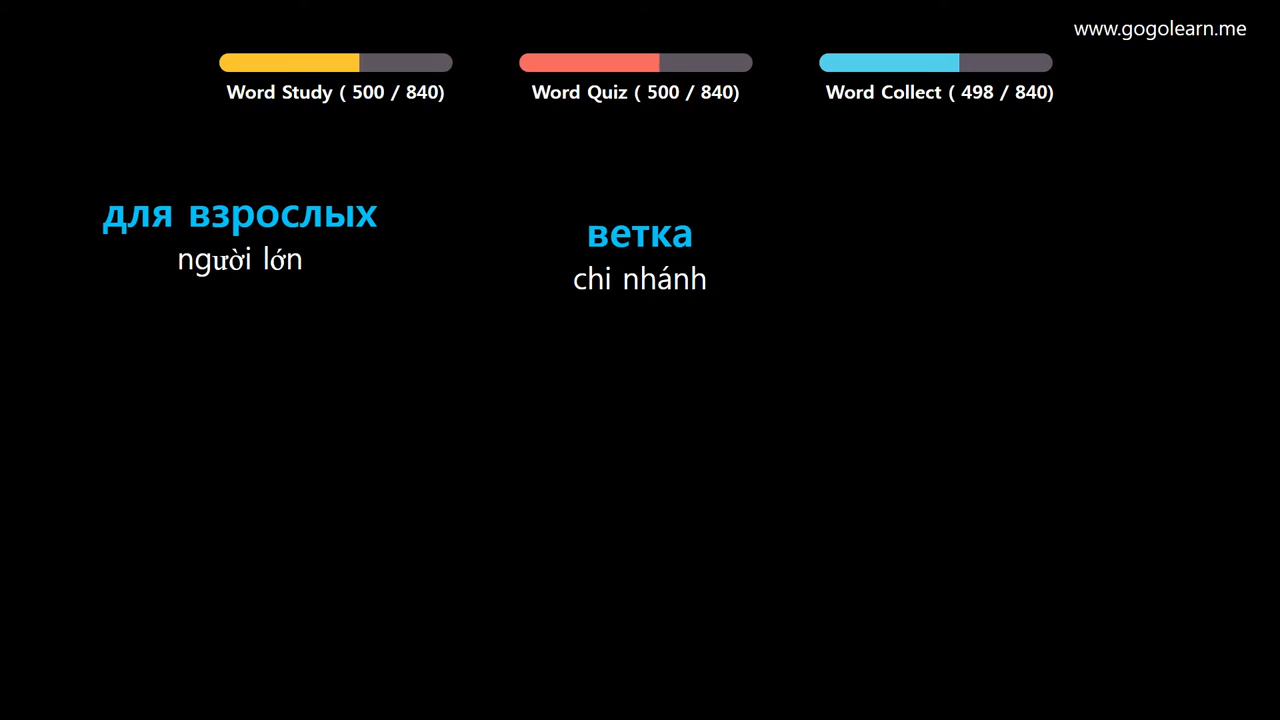 www.gogolearn.me
Word Study ( 500 / 840)
Word Quiz ( 500 / 840)
Word Collect ( 498 / 840)
для взрослых
người lớn
ветка
chi nhánh